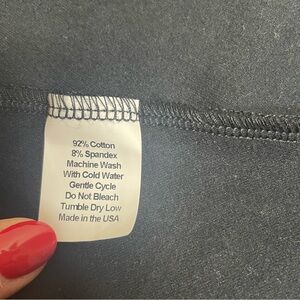 92% Cotton
8% Spandex
Machine Wash
With Cold Water
Gentle Cycle
Do Not Bleach
Tumble Dry Low
Made in the USA